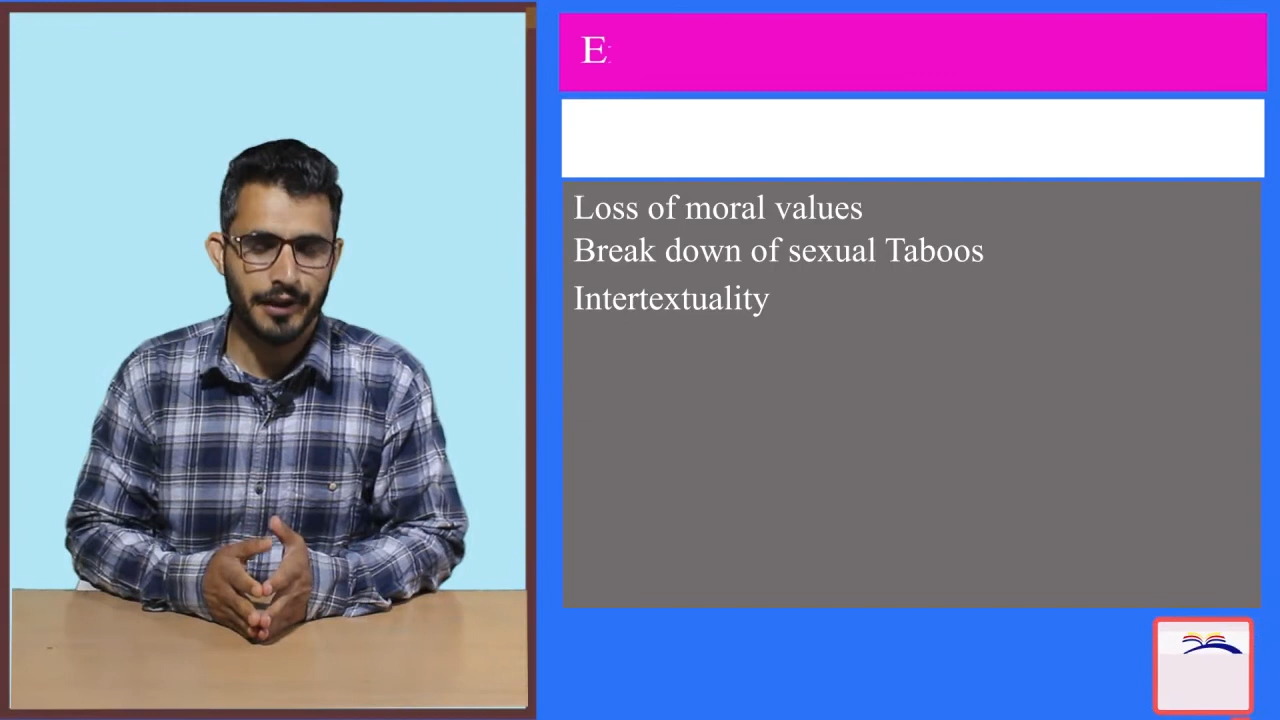 E
Loss of moral values
Break down of sexual Taboos
Intertextuality